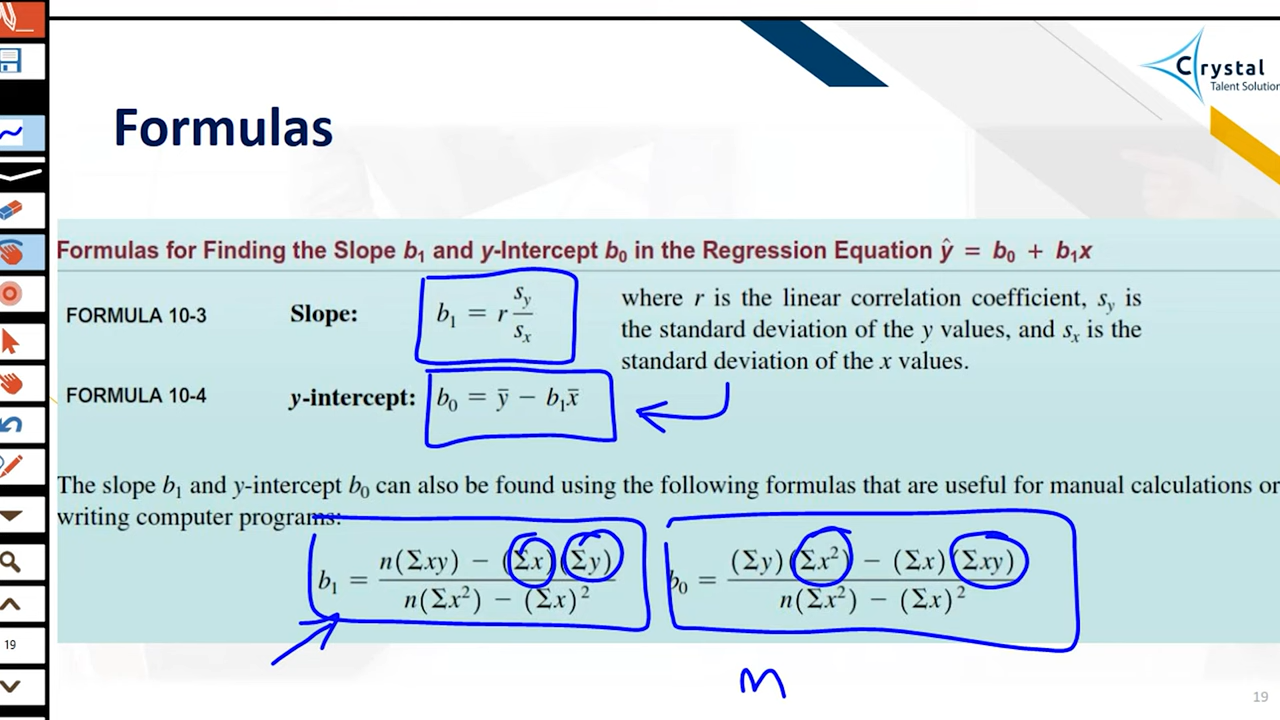 Crystal
Talent Solution
Formulas
Formulas for Finding the Slope b₁ and y-Intercept b₀ in the Regression Equation ŷ = b₀ + b₁x
FORMULA 10-3 Slope: b₁ = r s_y/s_x where r is the linear correlation coefficient, s_y is
the standard deviation of the y values, and s_x is the
standard deviation of the x values.
FORMULA 10-4 y-intercept: b₀ = ȳ − b₁x̄
The slope b₁ and y-intercept b₀ can also be found using the following formulas that are useful for manual calculations or
writing computer programs:
b₁ = n(Σxy) − (Σx)(Σy) / n(Σx²) − (Σx)² b₀ = (Σy)(Σx²) − (Σx)(Σxy) / n(Σx²) − (Σx)²
m
19
19